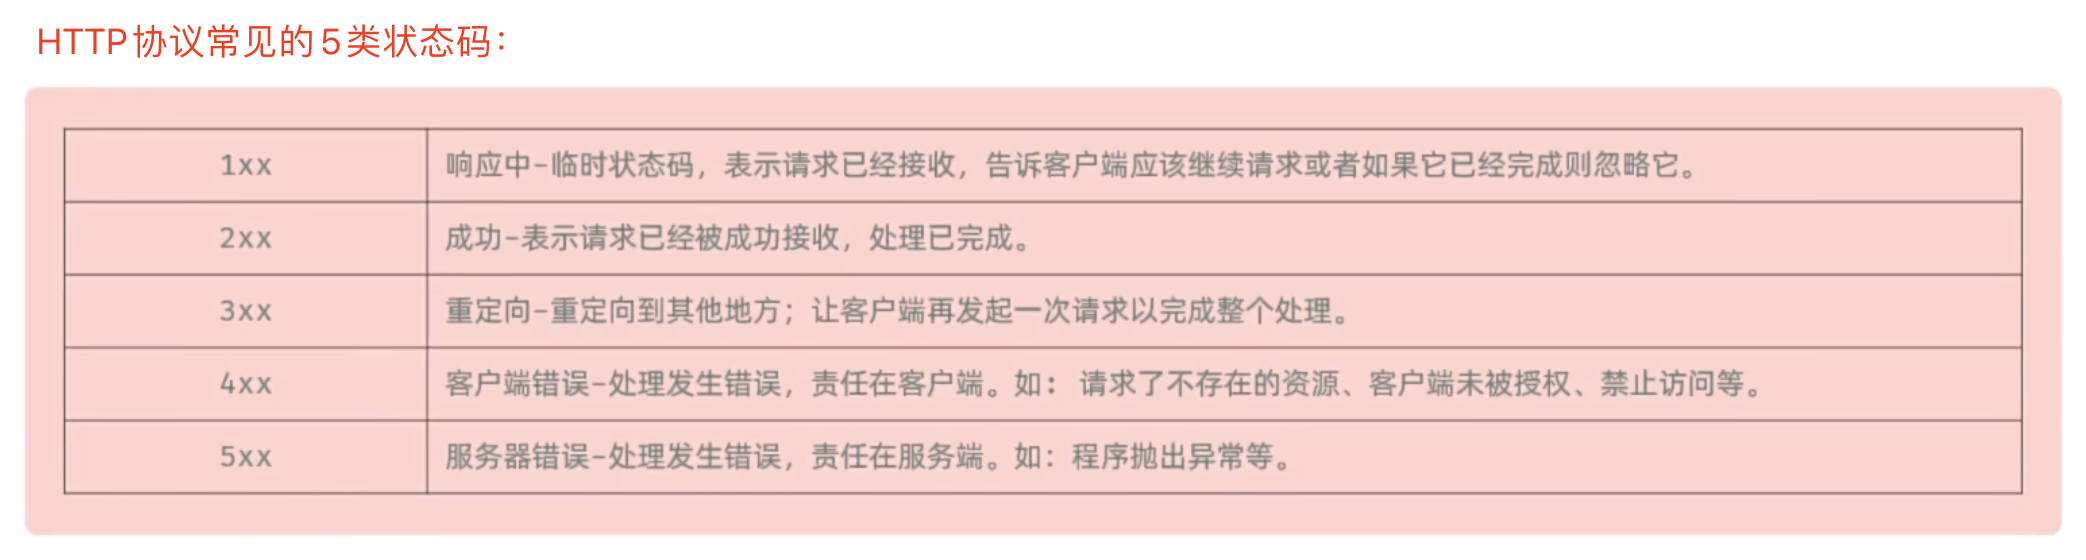 HTTP协议常见的5类状态码：
1xx 响应中-临时状态码，表示请求已经接收，告诉客户端应该继续请求或者如果它已经完成则忽略它。
2xx 成功-表示请求已经被成功接收，处理已完成。
3xx 重定向-重定向到其他地方；让客户端再发起一次请求以完成整个处理。
4xx 客户端错误-处理发生错误，责任在客户端。如： 请求了不存在的资源、客户端未被授权、禁止访问等。
5xx 服务器错误-处理发生错误，责任在服务端。如：程序抛出异常等。